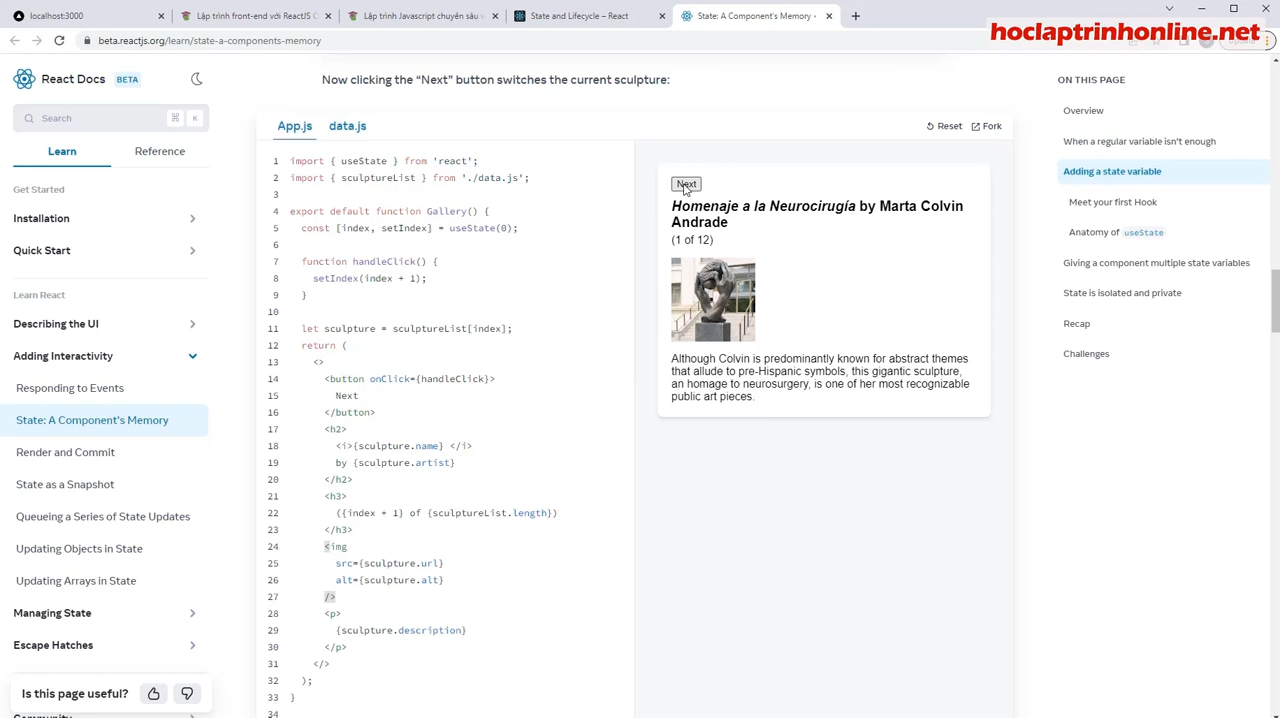 localhost:3000
Lập trình front-end với ReactJS C
Lập trình Javascript chuyên sâu v
State and Lifecycle – React
State: A Component's Memory •
hoclaptrinhonline.net
beta.reactjs.org/learn/state-a-components-memory
React Docs BETA
Search ⌘ K
Learn Reference
Get Started
Installation
Quick Start
Learn React
Describing the UI
Adding Interactivity
Responding to Events
State: A Component's Memory
Render and Commit
State as a Snapshot
Queueing a Series of State Updates
Updating Objects in State
Updating Arrays in State
Managing State
Escape Hatches
Is this page useful?
Now clicking the “Next” button switches the current sculpture:
App.js data.js
Reset Fork
1 import { useState } from 'react';
2 import { sculptureList } from './data.js';
3
4 export default function Gallery() {
5 const [index, setIndex] = useState(0);
6
7 function handleClick() {
8 setIndex(index + 1);
9 }
10
11 let sculpture = sculptureList[index];
12 return (
13 <>
14 <button onClick={handleClick}>
15 Next
16 </button>
17 <h2>
18 <i>{sculpture.name} </i>
19 by {sculpture.artist}
20 </h2>
21 <h3>
22 ({index + 1} of {sculptureList.length})
23 </h3>
24 <img
25 src={sculpture.url}
26 alt={sculpture.alt}
27 />
28 <p>
29 {sculpture.description}
30 </p>
31 </>
32 );
33 }
34
Next
Homenaje a la Neurocirugía by Marta Colvin
Andrade
(1 of 12)
Although Colvin is predominantly known for abstract themes
that allude to pre-Hispanic symbols, this gigantic sculpture,
an homage to neurosurgery, is one of her most recognizable
public art pieces.
ON THIS PAGE
Overview
When a regular variable isn’t enough
Adding a state variable
Meet your first Hook
Anatomy of useState
Giving a component multiple state variables
State is isolated and private
Recap
Challenges